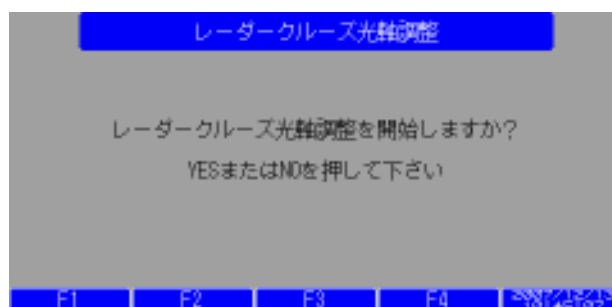 レーダークルーズ光軸調整
レーダークルーズ光軸調整を開始しますか?
YESまたはNOを押して下さい
F1 F2 F3 F4